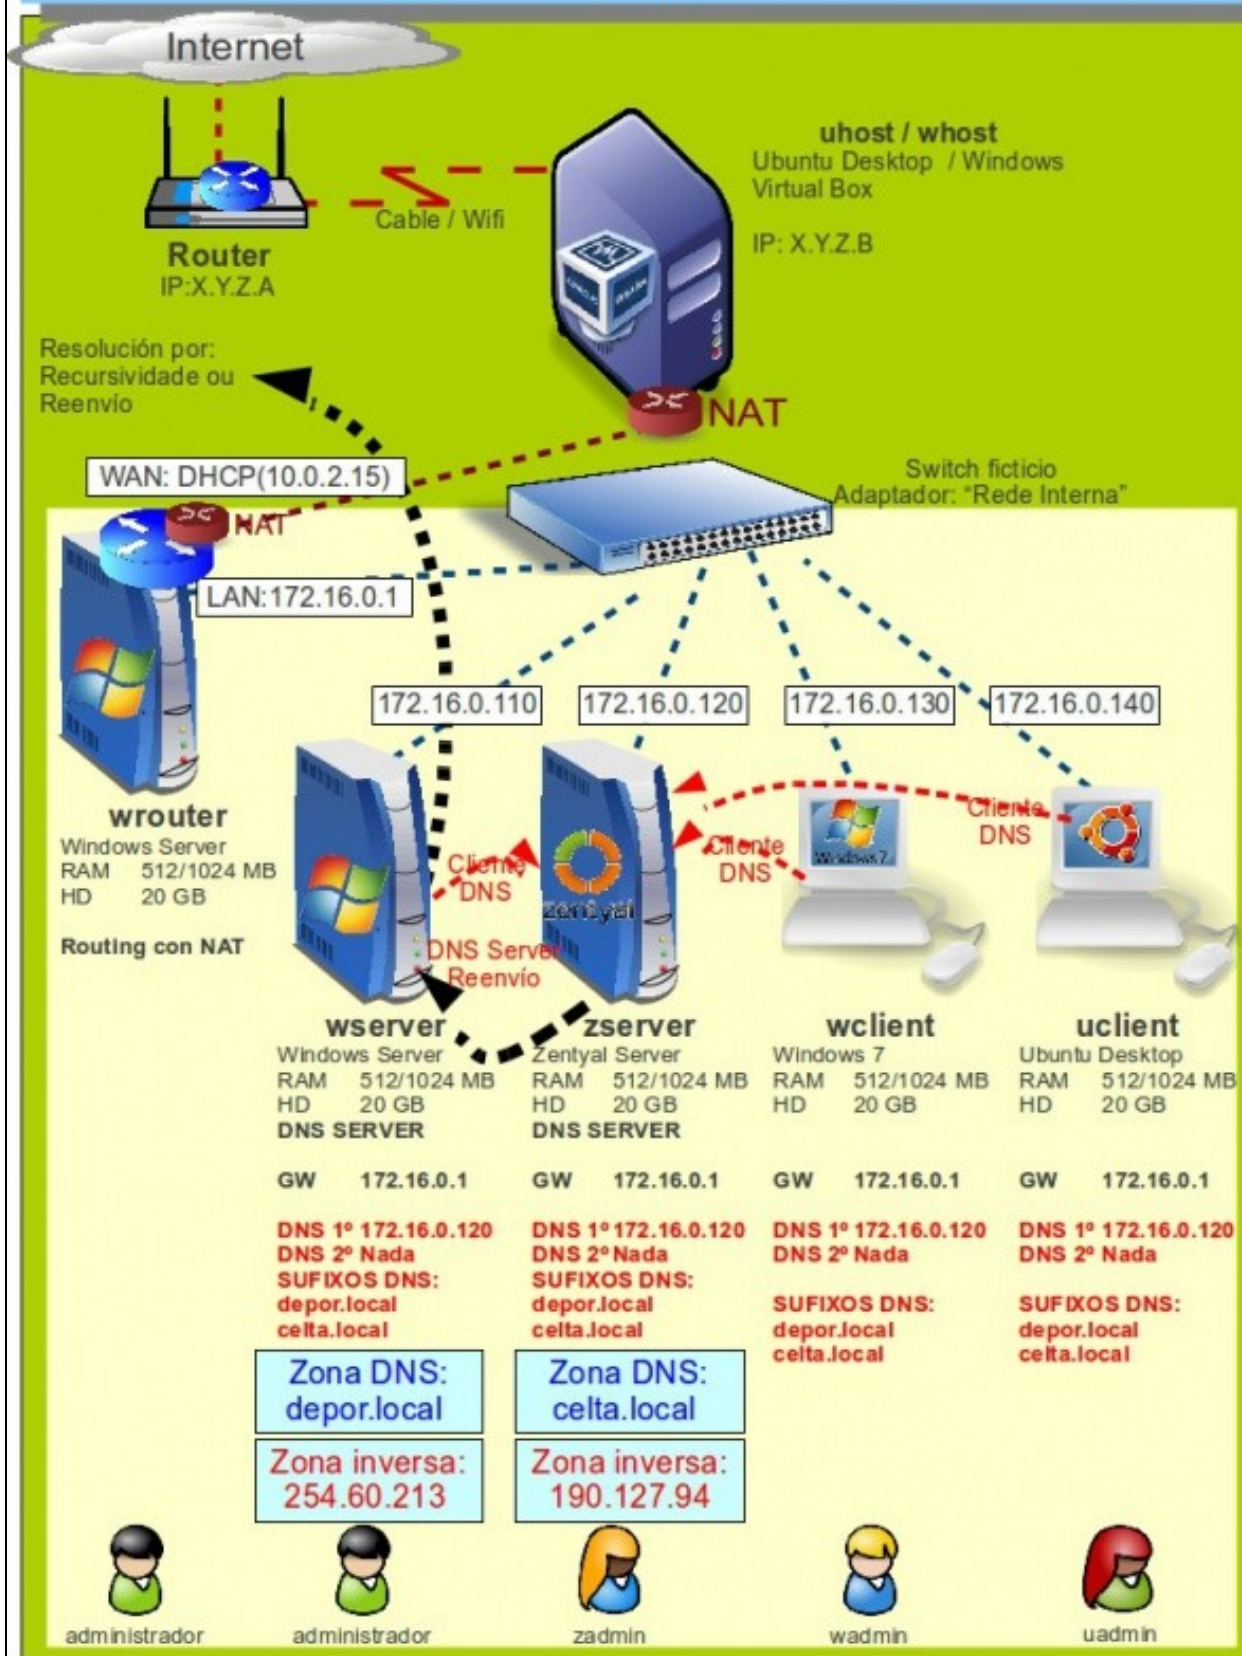 Internet
uhost / whost
Ubuntu Desktop / Windows
Virtual Box
IP: X.Y.Z.B
Cable / Wifi
Router
IP:X.Y.Z.A
Resolución por:
Recursividade ou
Reenvío
NAT
WAN: DHCP(10.0.2.15)
Switch ficticio
Adaptador: “Rede Interna”
NAT
LAN:172.16.0.1
172.16.0.110
172.16.0.120
172.16.0.130
172.16.0.140
wrouter
Windows Server
RAM 512/1024 MB
HD 20 GB
Routing con NAT
Cliente
DNS
Cliente
DNS
Cliente
DNS
Windows 7
zentyal
DNS Server
Reenvío
wserver
Windows Server
RAM 512/1024 MB
HD 20 GB
DNS SERVER
GW 172.16.0.1
DNS 1º 172.16.0.120
DNS 2º Nada
SUFIXOS DNS:
depor.local
celta.local
Zona DNS:
depor.local
Zona inversa:
254.60.213
zserver
Zentyal Server
RAM 512/1024 MB
HD 20 GB
DNS SERVER
GW 172.16.0.1
DNS 1º 172.16.0.120
DNS 2º Nada
SUFIXOS DNS:
depor.local
celta.local
Zona DNS:
celta.local
Zona inversa:
190.127.94
wclient
Windows 7
RAM 512/1024 MB
HD 20 GB
GW 172.16.0.1
DNS 1º 172.16.0.120
DNS 2º Nada
SUFIXOS DNS:
depor.local
celta.local
uclient
Ubuntu Desktop
RAM 512/1024 MB
HD 20 GB
GW 172.16.0.1
DNS 1º 172.16.0.120
DNS 2º Nada
SUFIXOS DNS:
depor.local
celta.local
administrador
administrador
zadmin
wadmin
uadmin